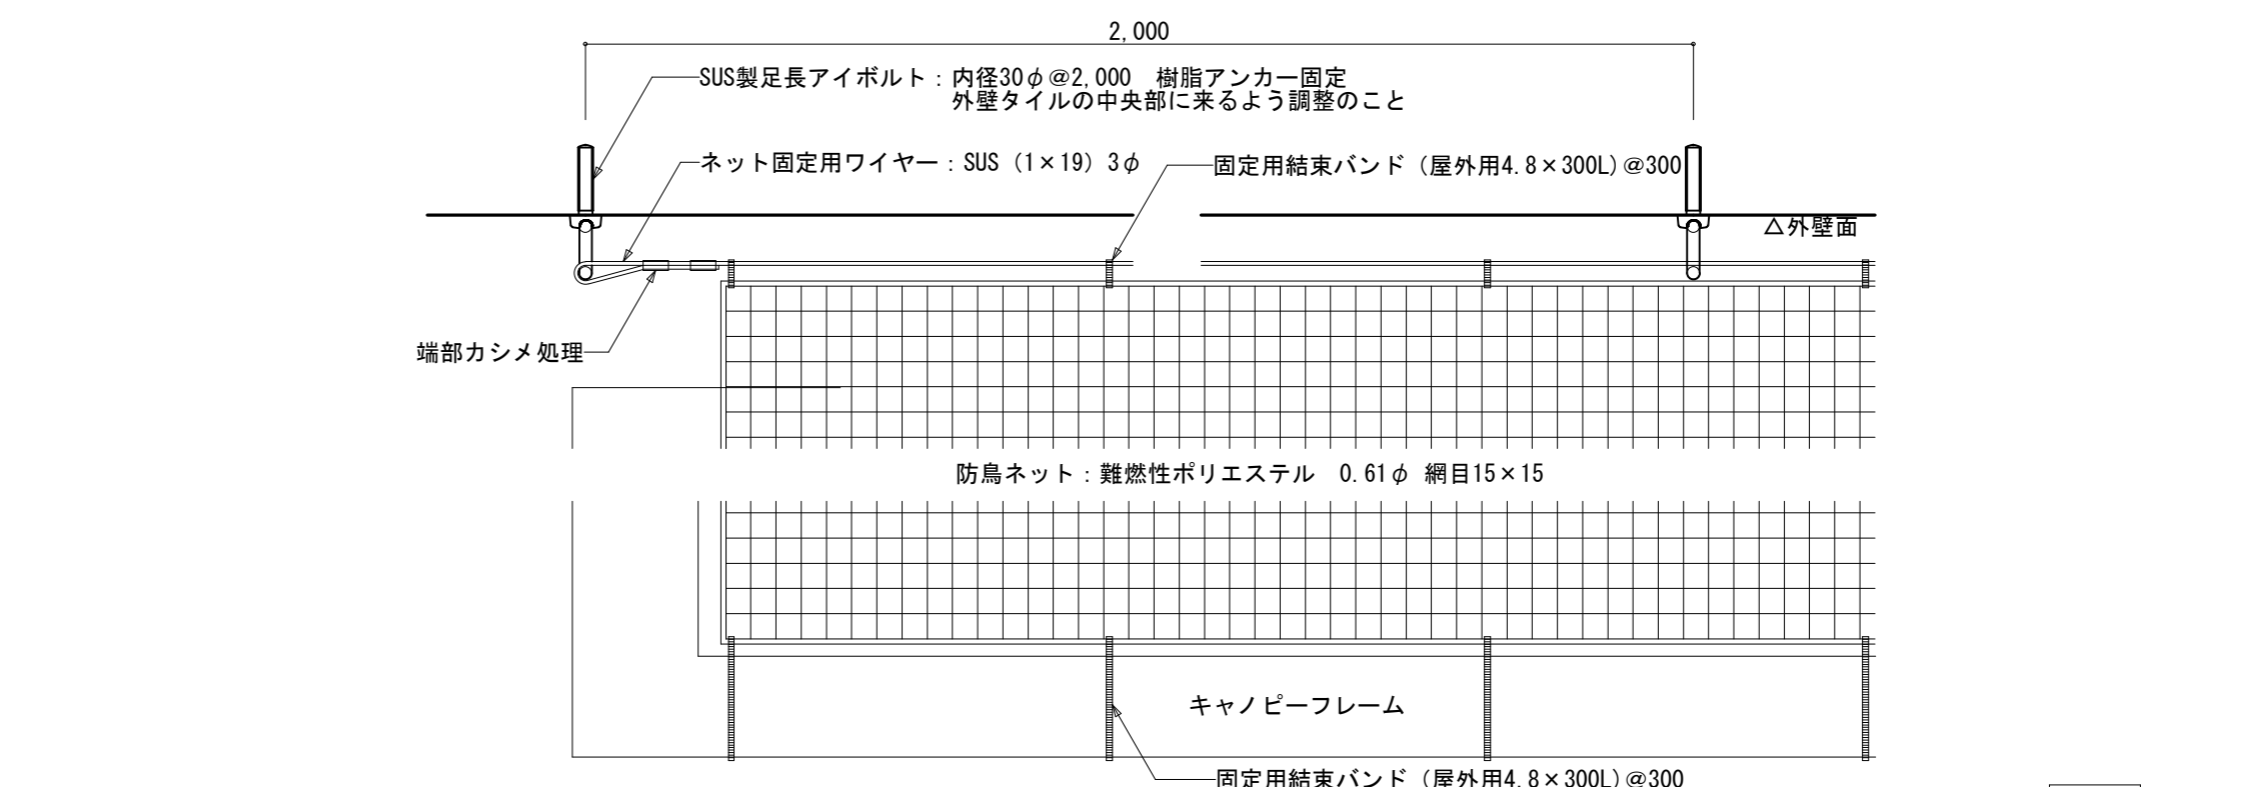 2,000
SUS製足長アイボルト：内径30φ@2,000　樹脂アンカー固定
外壁タイルの中央部に来るよう調整のこと
ネット固定用ワイヤー：SUS（1×19）3φ
固定用結束バンド（屋外用4.8×300L)@300
△外壁面
端部カシメ処理
防鳥ネット：難燃性ポリエステル　0.61φ 網目15×15
キャノピーフレーム
固定用結束バンド（屋外用4.8×300L)@300